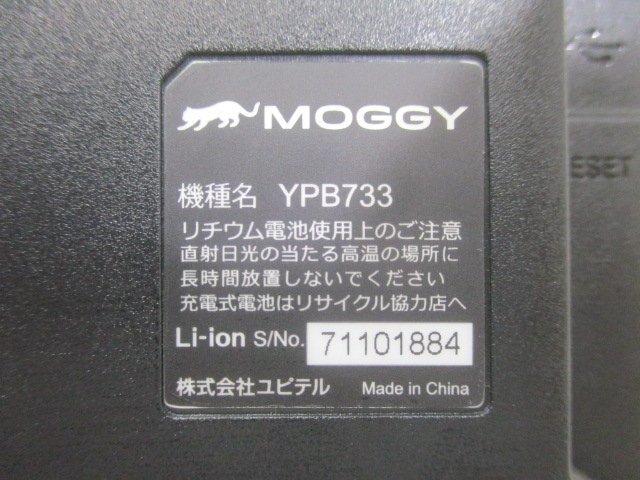 MOGGY
機種名 YPB733
リチウム電池使用上のご注意
直射日光の当たる高温の場所に
長時間放置しないでください
充電式電池はリサイクル協力店へ
Li-ion S/No. 71101884
株式会社ユピテル Made in China
ESET